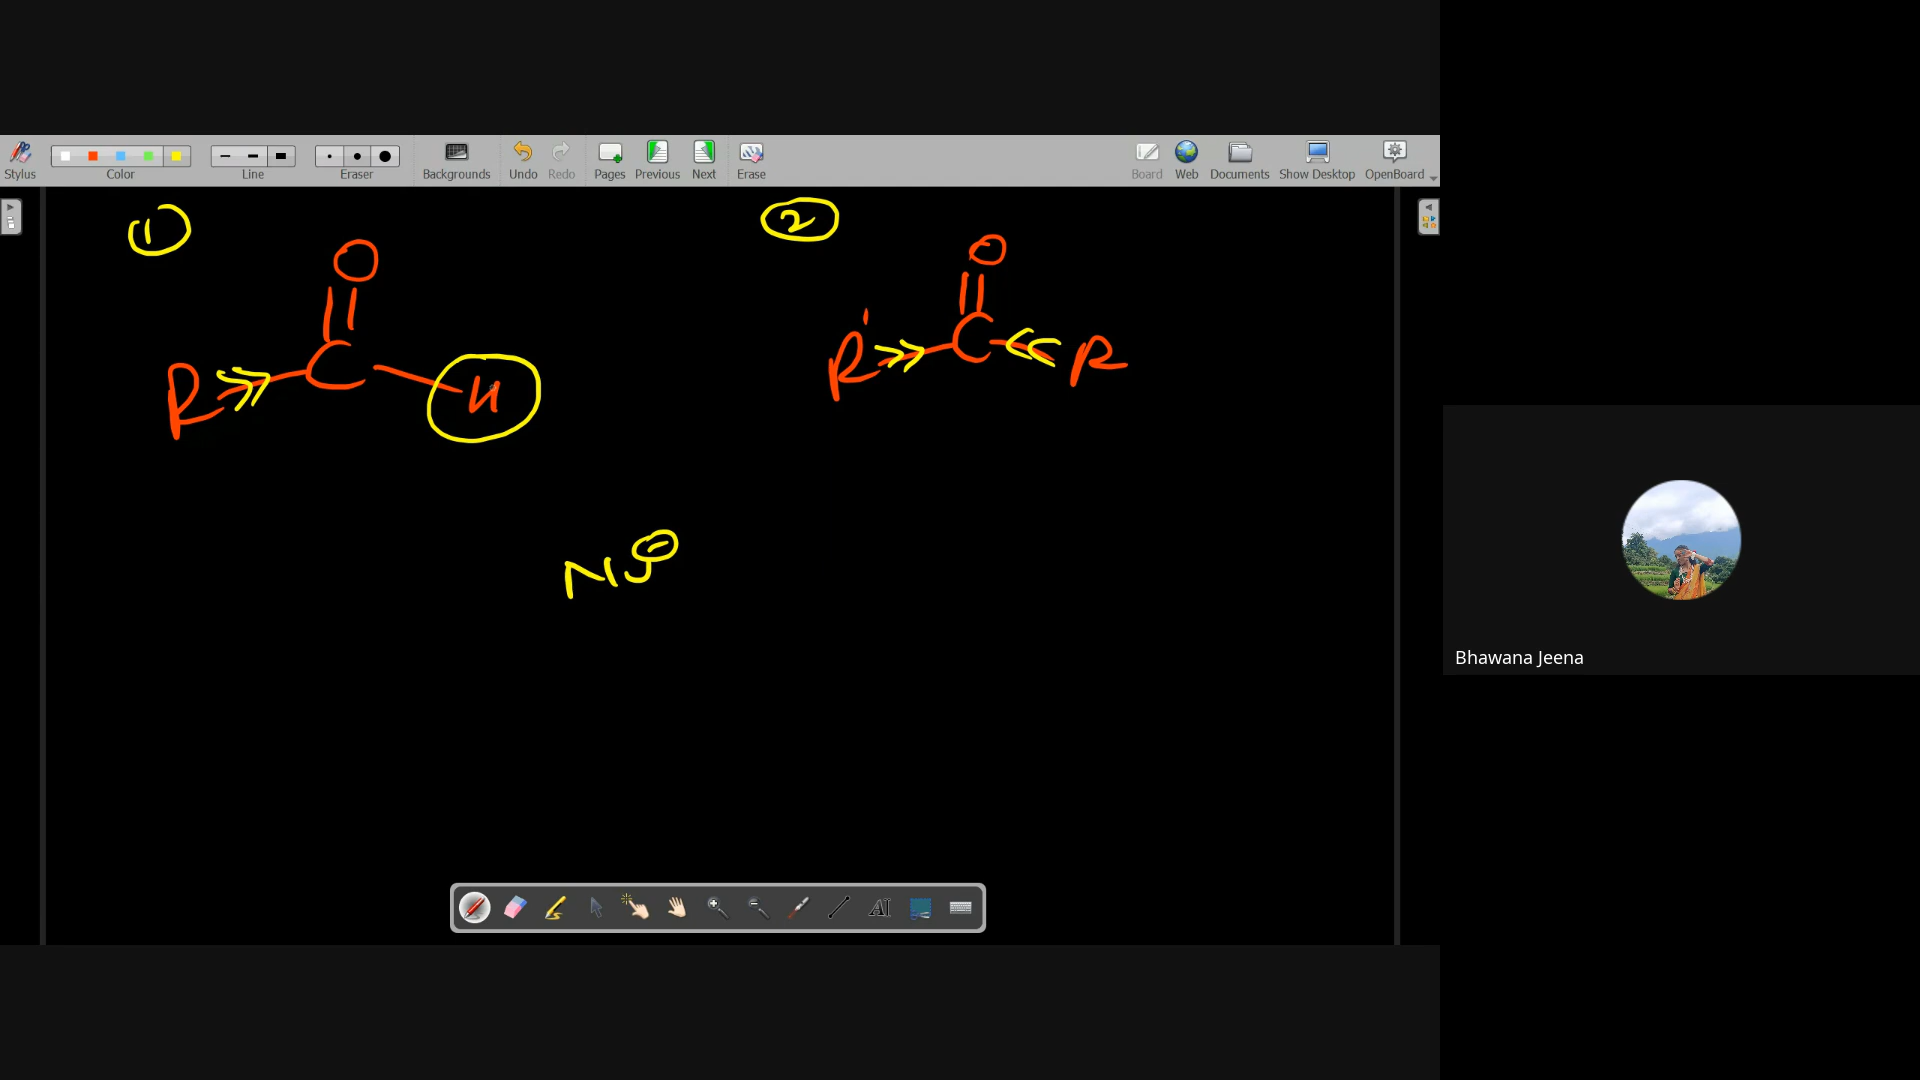 Stylus Color Line Eraser Backgrounds Undo Redo Pages Previous Next Erase Board Web Documents Show Desktop OpenBoard
1
2
O
O
R C H
R' C R
Nu⊖
AI
Bhawana Jeena